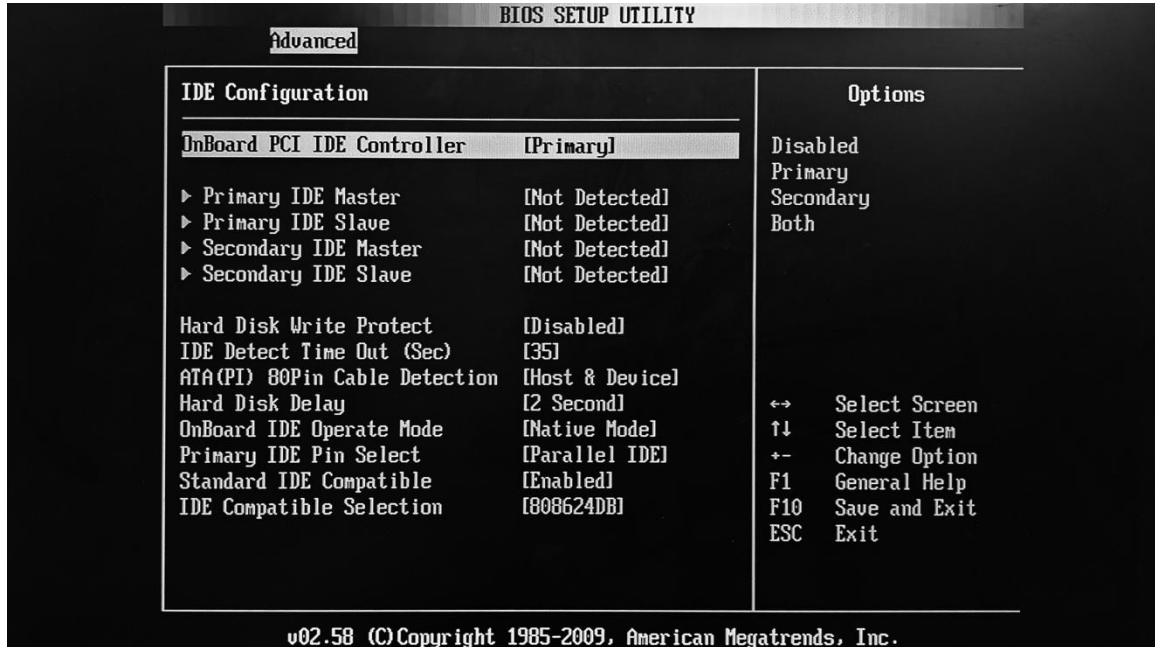 BIOS SETUP UTILITY
Advanced
IDE Configuration
OnBoard PCI IDE Controller [Primary]
Primary IDE Master [Not Detected]
Primary IDE Slave [Not Detected]
Secondary IDE Master [Not Detected]
Secondary IDE Slave [Not Detected]
Hard Disk Write Protect [Disabled]
IDE Detect Time Out (Sec) [35]
ATA(PI) 80Pin Cable Detection [Host & Device]
Hard Disk Delay [2 Second]
OnBoard IDE Operate Mode [Native Mode]
Primary IDE Pin Select [Parallel IDE]
Standard IDE Compatible [Enabled]
IDE Compatible Selection [808624DB]
Options
Disabled
Primary
Secondary
Both
↔ Select Screen
↑↓ Select Item
+- Change Option
F1 General Help
F10 Save and Exit
ESC Exit
v02.58 (C)Copyright 1985-2009, American Megatrends, Inc.